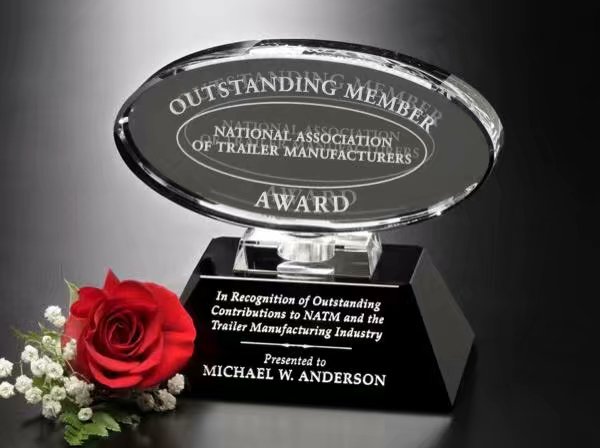 OUTSTANDING MEMBER
NATIONAL ASSOCIATION
OF TRAILER MANUFACTURERS
AWARD
In Recognition of Outstanding
Contributions to NATM and the
Trailer Manufacturing Industry
Presented to
MICHAEL W. ANDERSON